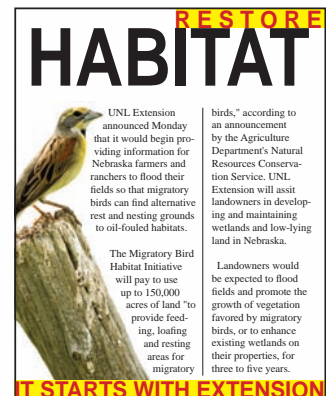 RESTORE
HABITAT
UNL Extension
announced Monday
that it would begin pro-
viding information for
Nebraska farmers and
ranchers to flood their
fields so that migratory
birds can find alternative
rest and nesting grounds
to oil-fouled habitats.
The Migratory Bird
Habitat Initiative
will pay to use
up to 150,000
acres of land "to
provide feed-
ing, loafing
and resting
areas for
migratory
birds," according to
an announcement
by the Agriculture
Department's Natural
Resources Conserva-
tion Service. UNL
Extension will assit
landowners in develop-
ing and maintaining
wetlands and low-lying
land in Nebraska.
Landowners would
be expected to flood
fields and promote the
growth of vegetation
favored by migratory
birds, or to enhance
existing wetlands on
their properties, for
three to five years.
IT STARTS WITH EXTENSION